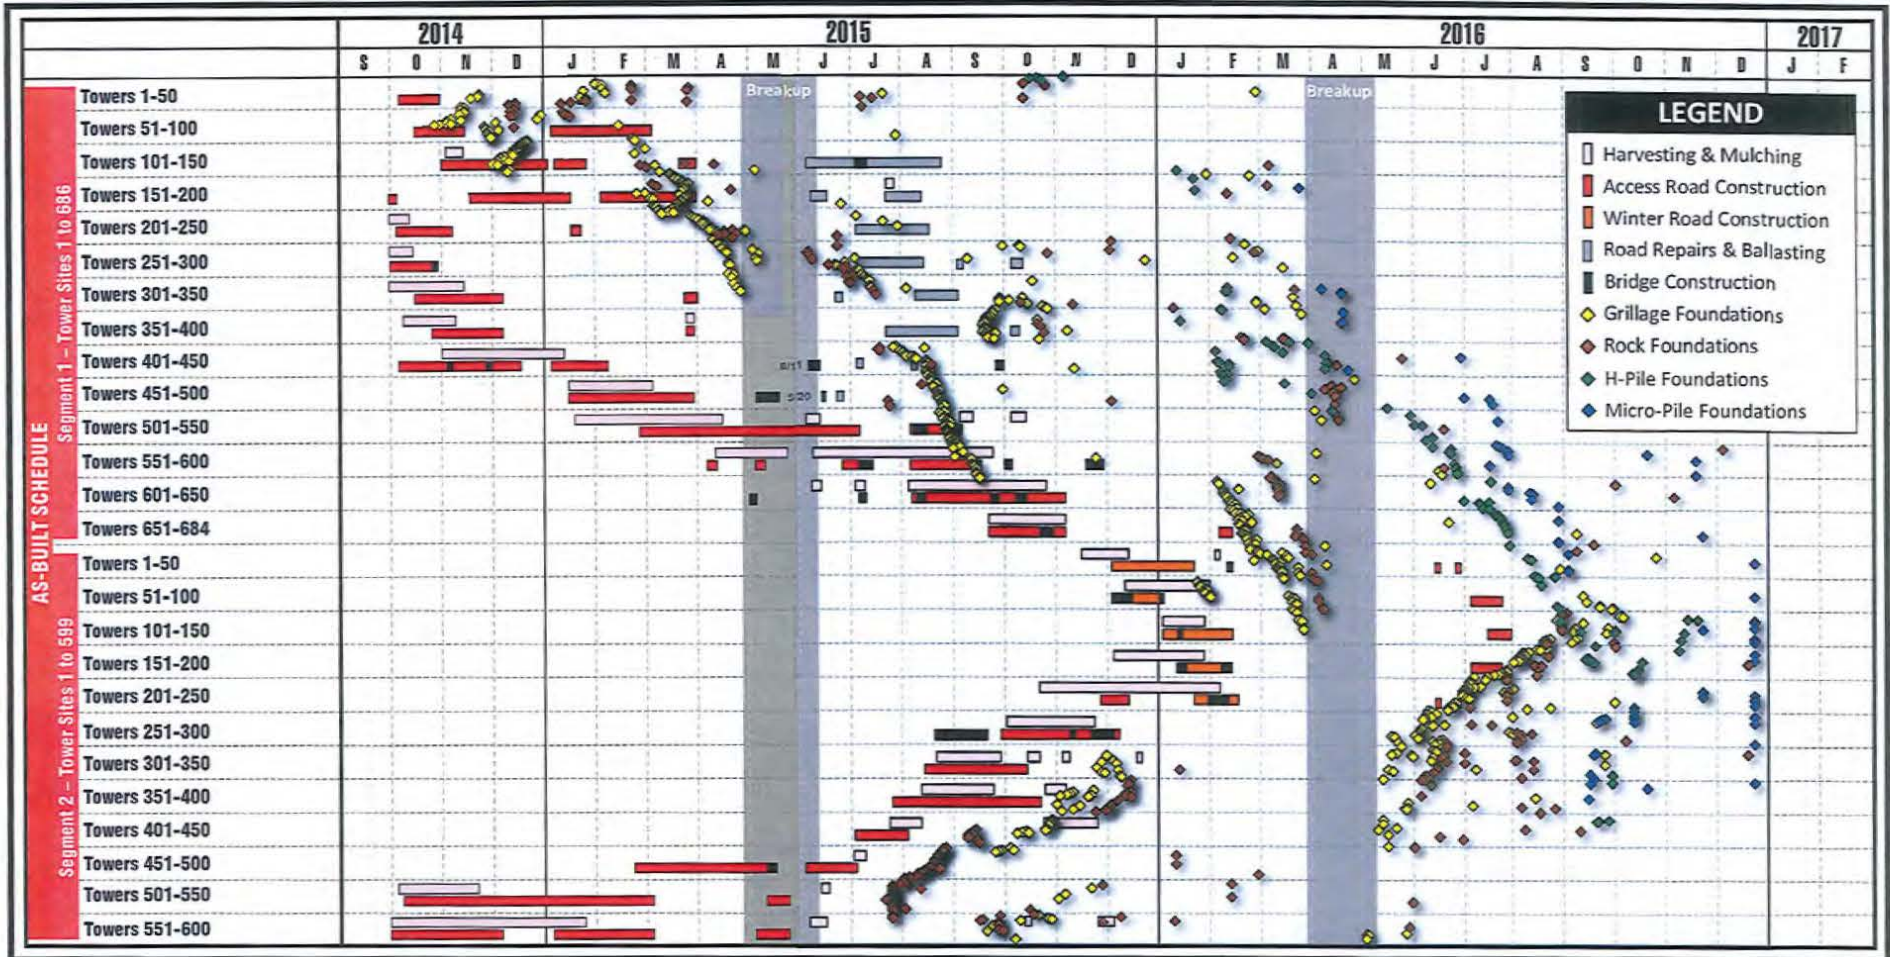 2014 2015 2016 2017
S O N D J F M A M J J A S O N D J F M A M J J A S O N D J F
AS-BUILT SCHEDULE
Segment 1 – Tower Sites 1 to 686
Towers 1-50
Towers 51-100
Towers 101-150
Towers 151-200
Towers 201-250
Towers 251-300
Towers 301-350
Towers 351-400
Towers 401-450
Towers 451-500
Towers 501-550
Towers 551-600
Towers 601-650
Towers 651-684
Segment 2 – Tower Sites 1 to 599
Towers 1-50
Towers 51-100
Towers 101-150
Towers 151-200
Towers 201-250
Towers 251-300
Towers 301-350
Towers 351-400
Towers 401-450
Towers 451-500
Towers 501-550
Towers 551-600
Breakup
5/20
Breakup
LEGEND
Harvesting & Mulching
Access Road Construction
Winter Road Construction
Road Repairs & Ballasting
Bridge Construction
Grillage Foundations
Rock Foundations
H-Pile Foundations
Micro-Pile Foundations